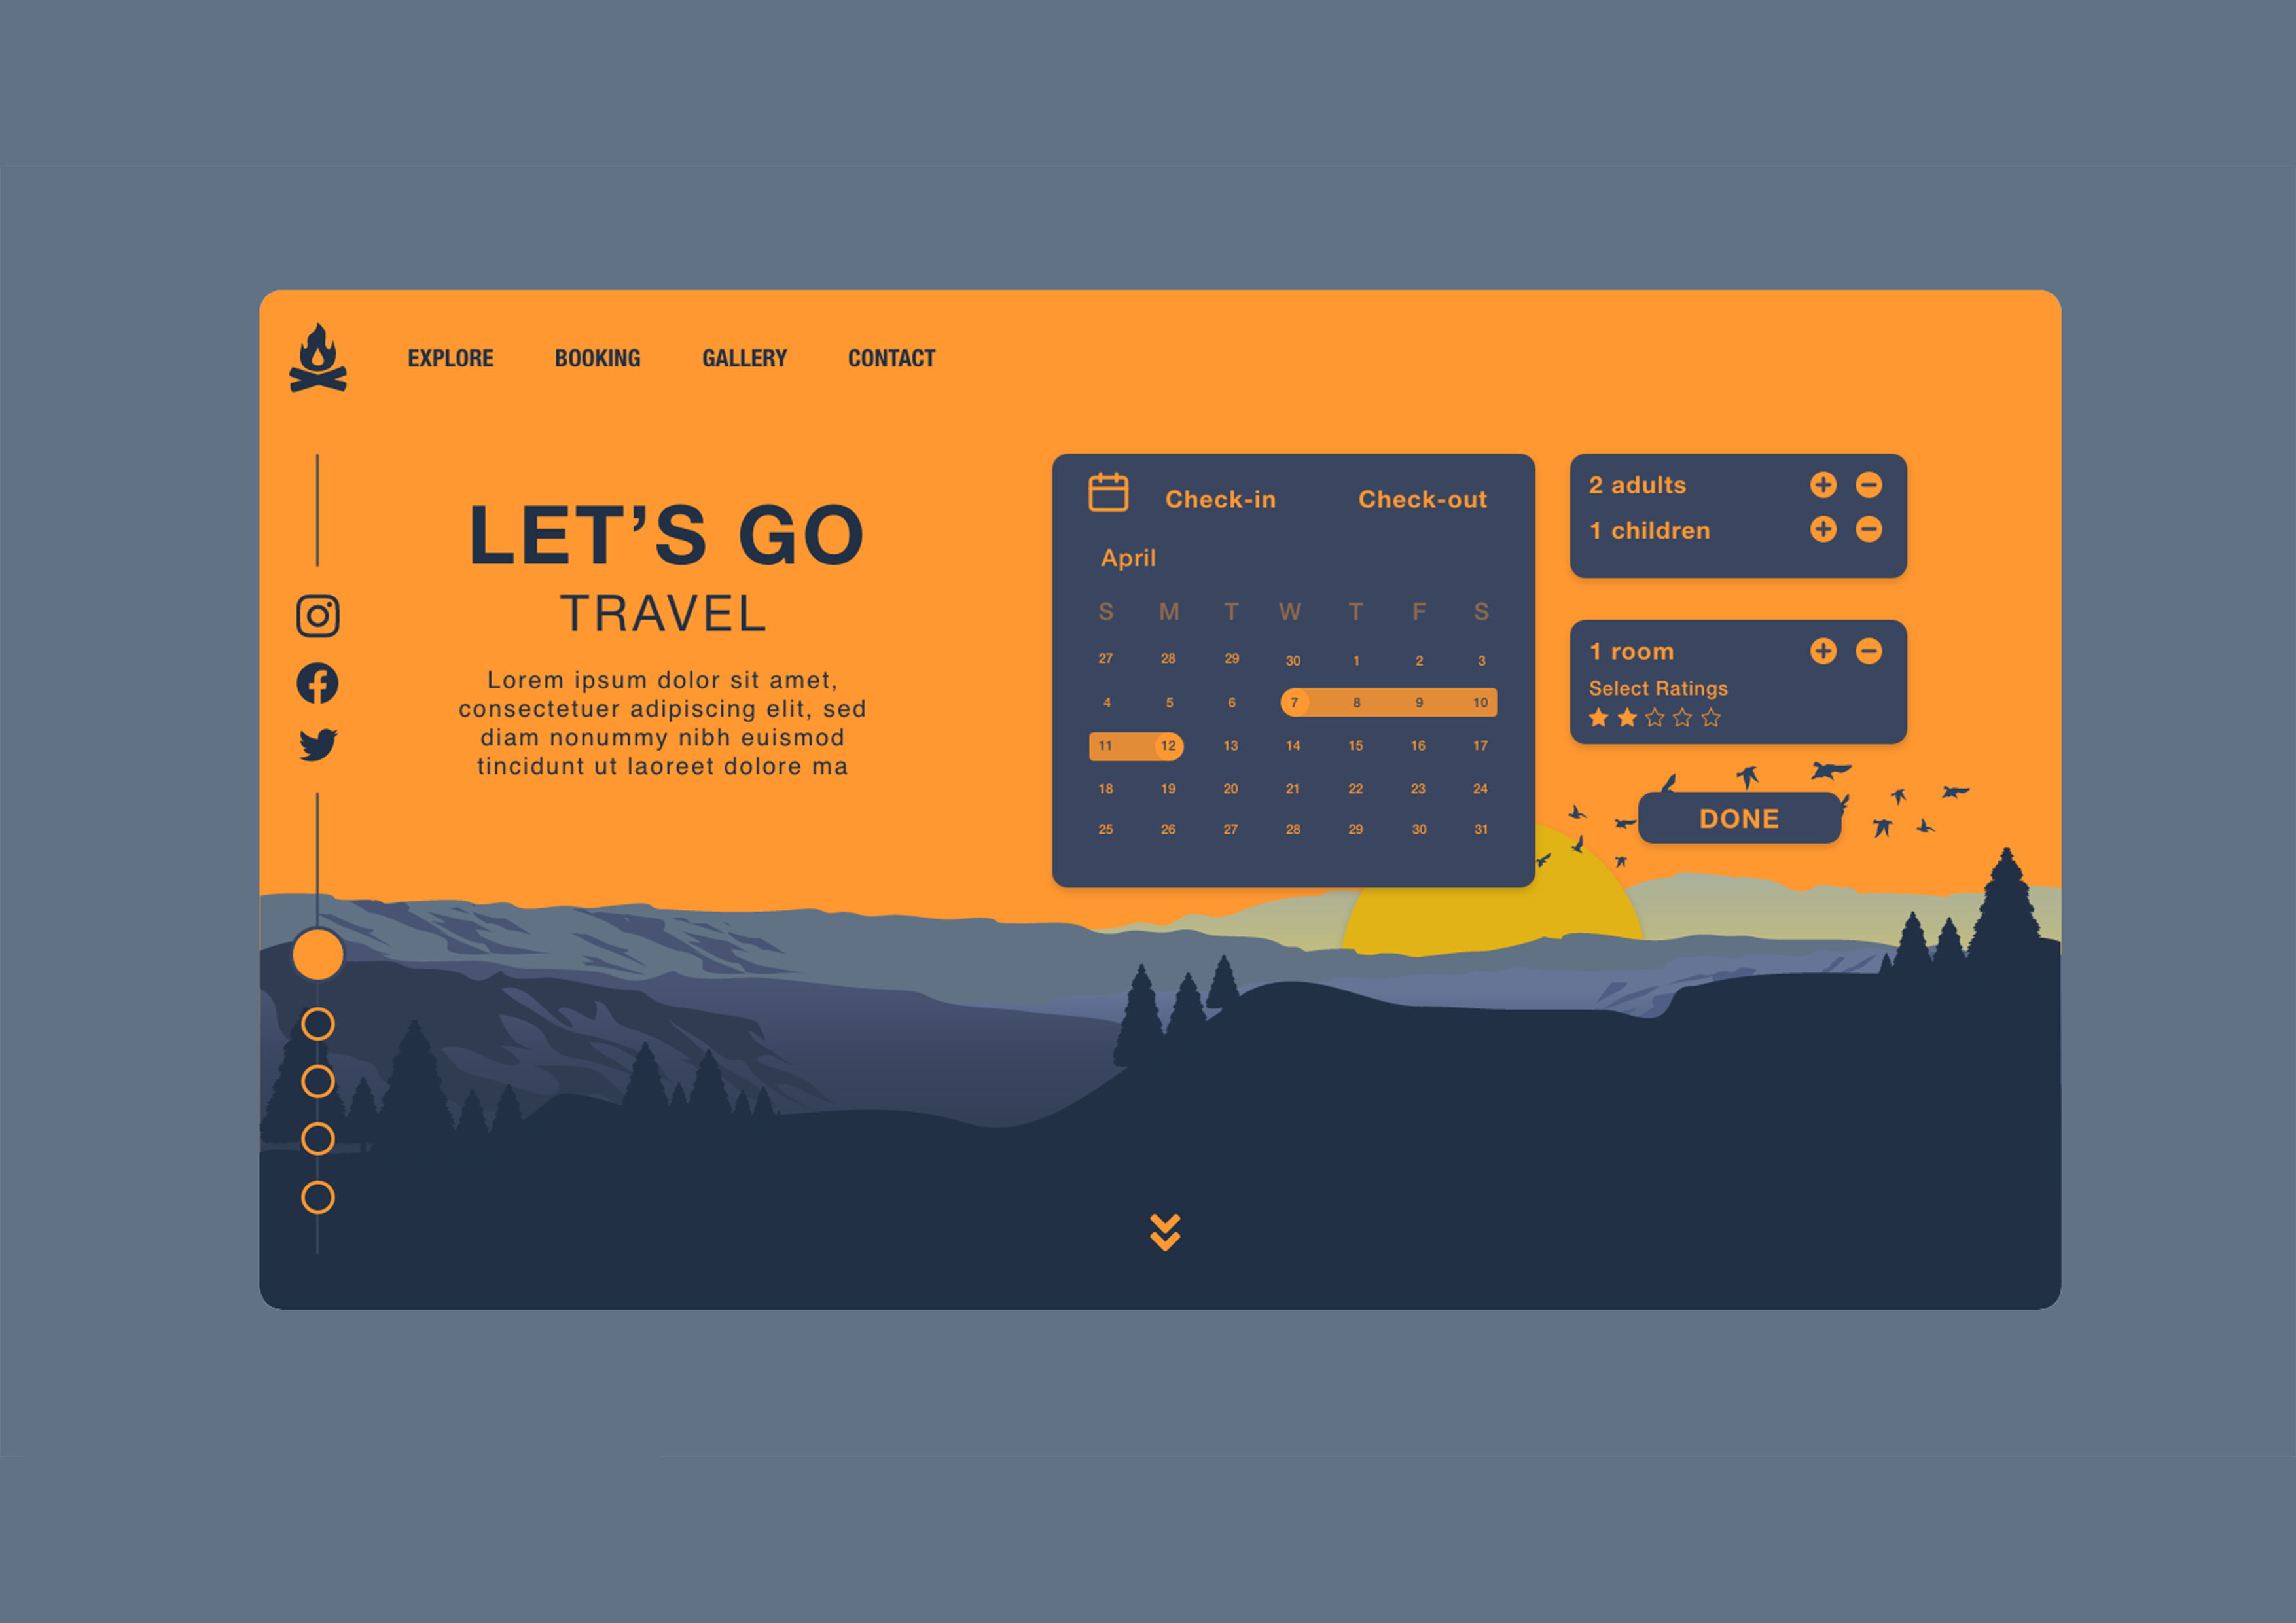 EXPLORE BOOKING GALLERY CONTACT
LET’S GO
TRAVEL
Lorem ipsum dolor sit amet,
consectetuer adipiscing elit, sed
diam nonummy nibh euismod
tincidunt ut laoreet dolore ma
Check-in Check-out
April
S M T W T F S
27 28 29 30 1 2 3
4 5 6 7 8 9 10
11 12 13 14 15 16 17
18 19 20 21 22 23 24
25 26 27 28 29 30 31
2 adults
1 children
1 room
Select Ratings
DONE